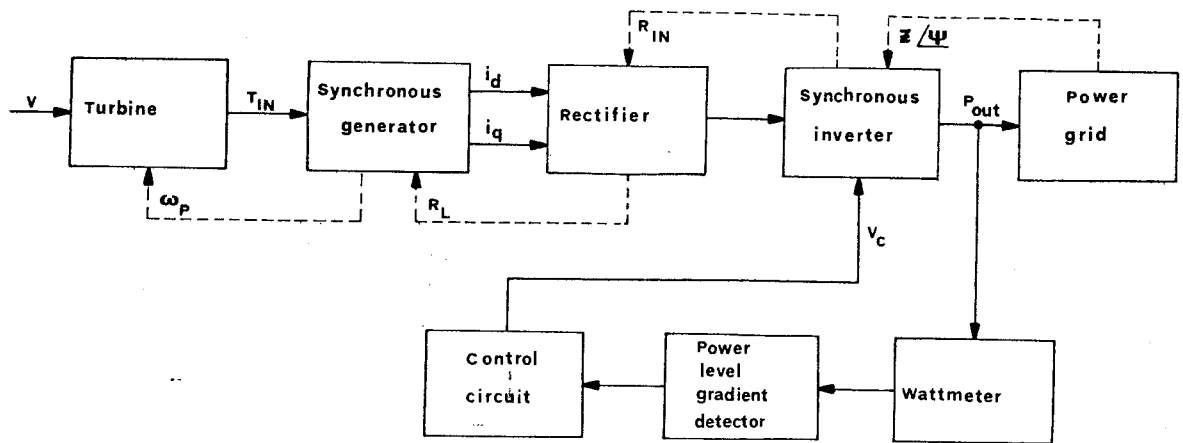 R_IN
Z /Ψ
V
Turbine
T_IN
Synchronous
generator
i_d
i_q
Rectifier
Synchronous
inverter
P_out
Power
grid
ω_P
R_L
V_C
Control
circuit
Power
level
gradient
detector
Wattmeter